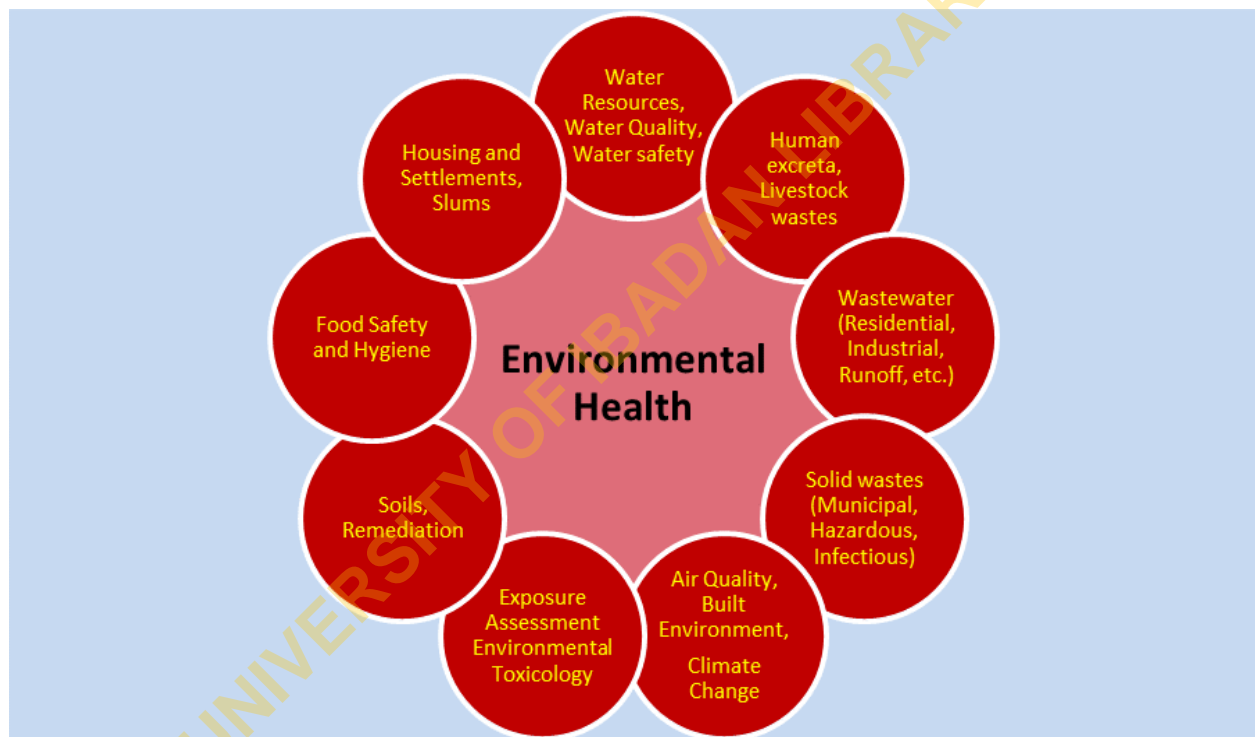 Water
Resources,
Water Quality,
Water safety
Human
excreta,
Livestock
wastes
Wastewater
(Residential,
Industrial,
Runoff, etc.)
Solid wastes
(Municipal,
Hazardous,
Infectious)
Air Quality,
Built
Environment,
Climate
Change
Exposure
Assessment
Environmental
Toxicology
Soils,
Remediation
Food Safety
and Hygiene
Housing and
Settlements,
Slums
Environmental
Health
UNIVERSITY OF IBADAN LIBRAR